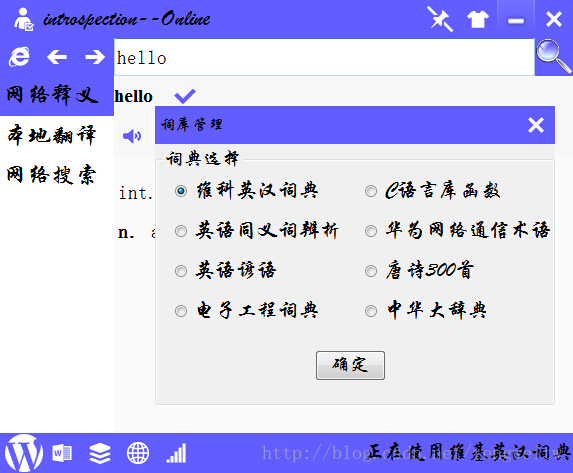 introspection--Online
hello
网络释义
hello
词库管理
本地翻译
词典选择
网络搜索
int.
维科英汉词典
C语言库函数
n. a
英语同义词辨析
华为网络通信术语
英语谚语
唐诗300首
电子工程词典
中华大辞典
确定
正在使用维基英汉词典